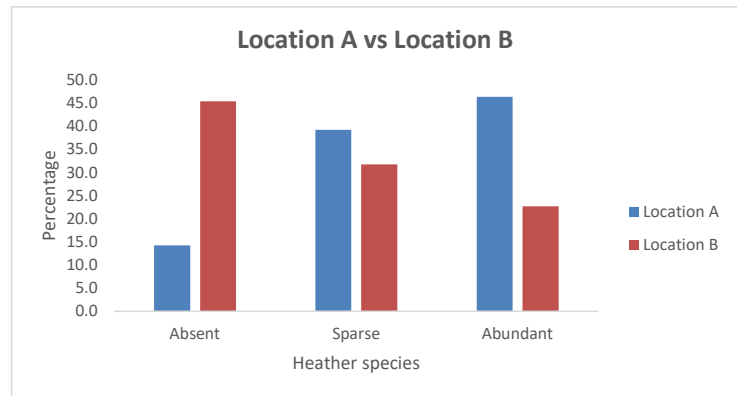 Location A vs Location B
50.0
45.0
40.0
35.0
30.0
25.0
20.0
15.0
10.0
5.0
0.0
Percentage
Absent Sparse Abundant
Heather species
Location A
Location B